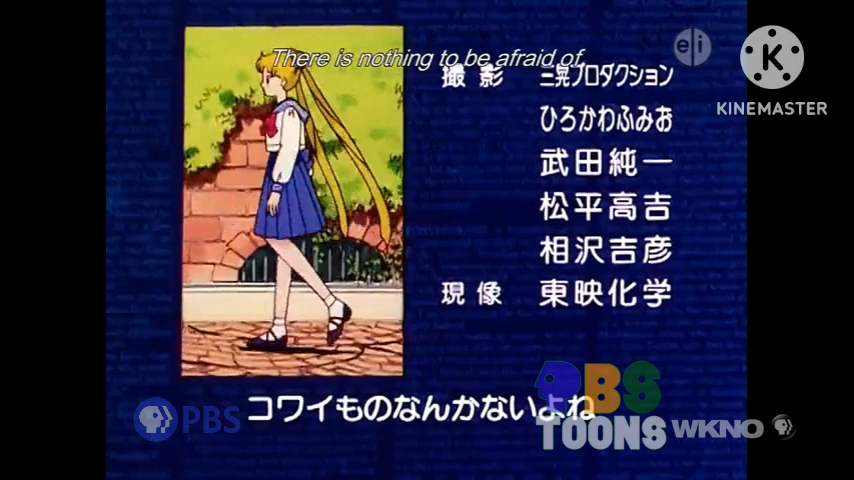 There is nothing to be afraid of.
撮影 三晃プロダクション
ひろかわふみお
武田純一
松平高吉
相沢吉彦
現像 東映化学
コワイものなんかないよね
e/i
K
KINEMASTER
PBS
PBS
TOONS
WKNO